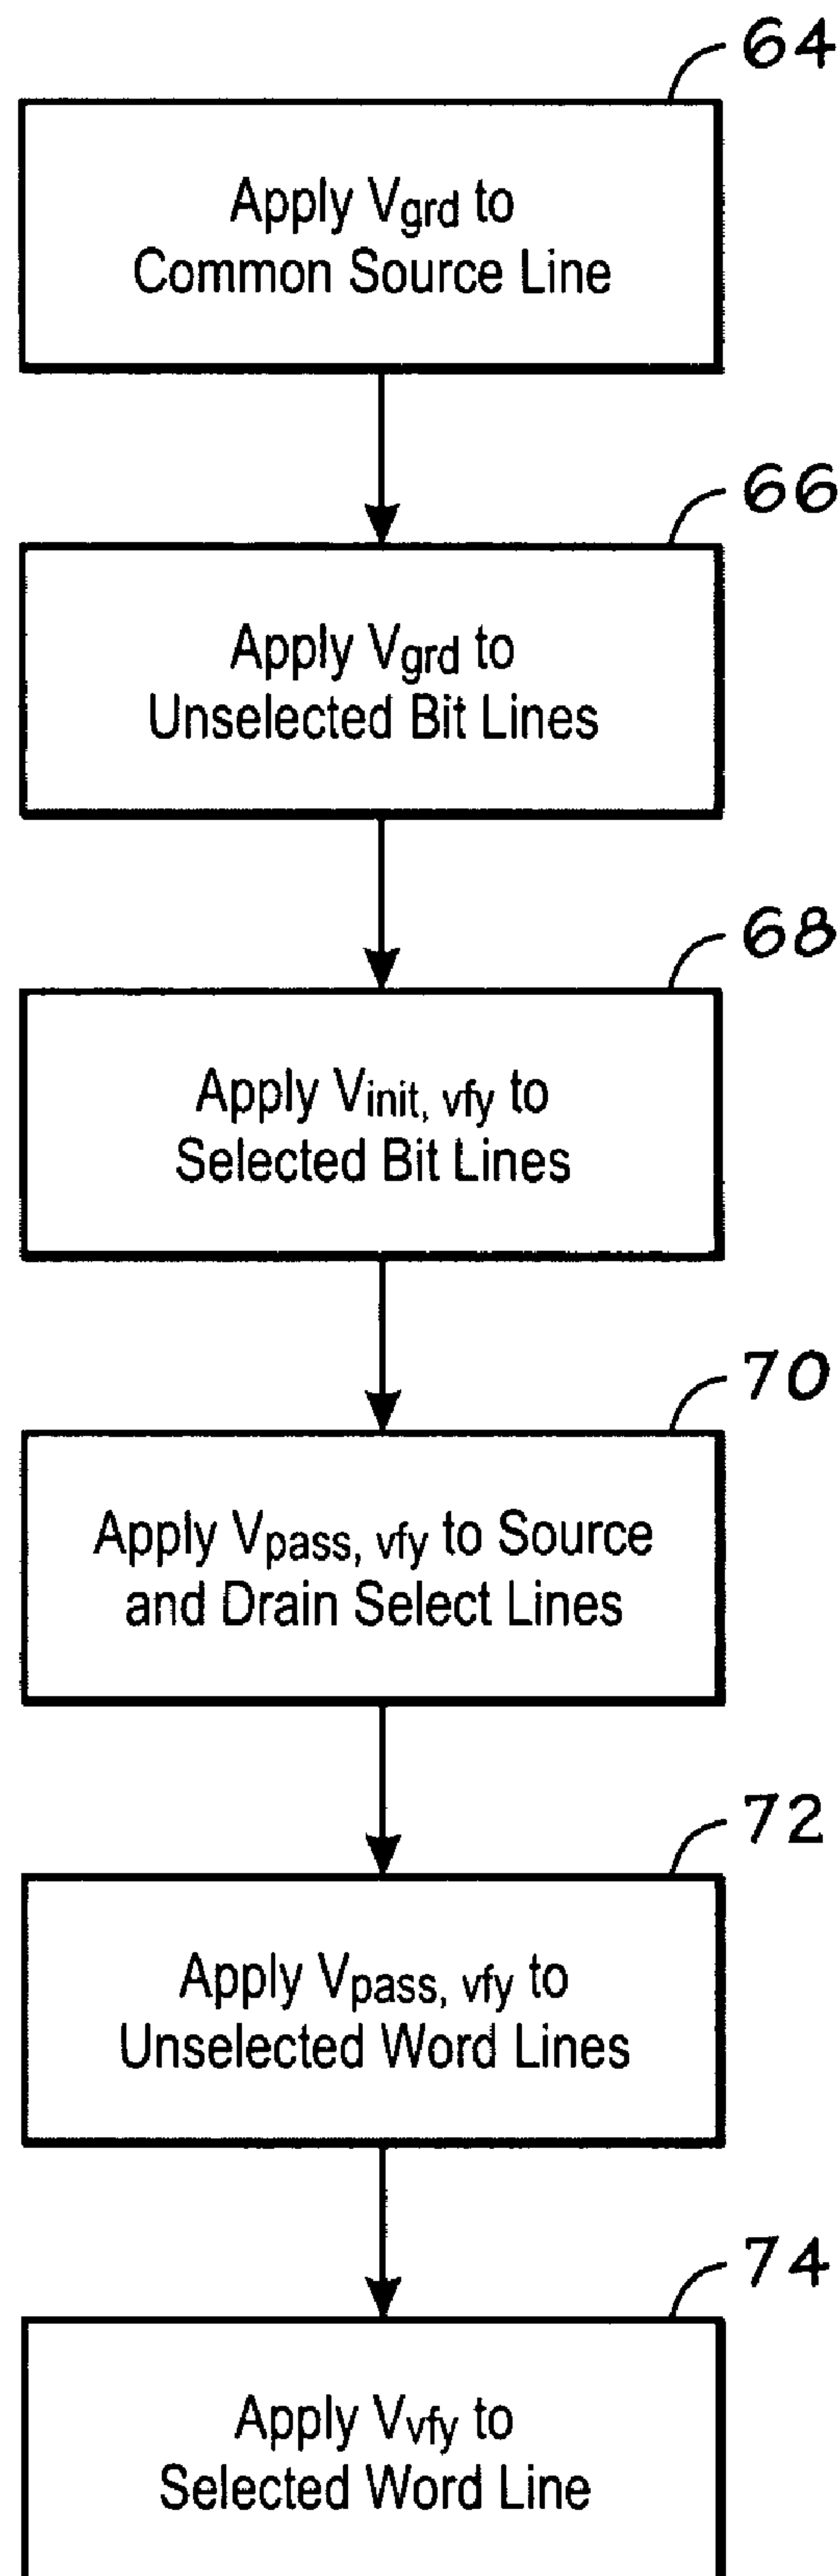 64
Apply Vgrd to
Common Source Line
66
Apply Vgrd to
Unselected Bit Lines
68
Apply Vinit, vfy to
Selected Bit Lines
70
Apply Vpass, vfy to Source
and Drain Select Lines
72
Apply Vpass, vfy to
Unselected Word Lines
74
Apply Vvfy to
Selected Word Line